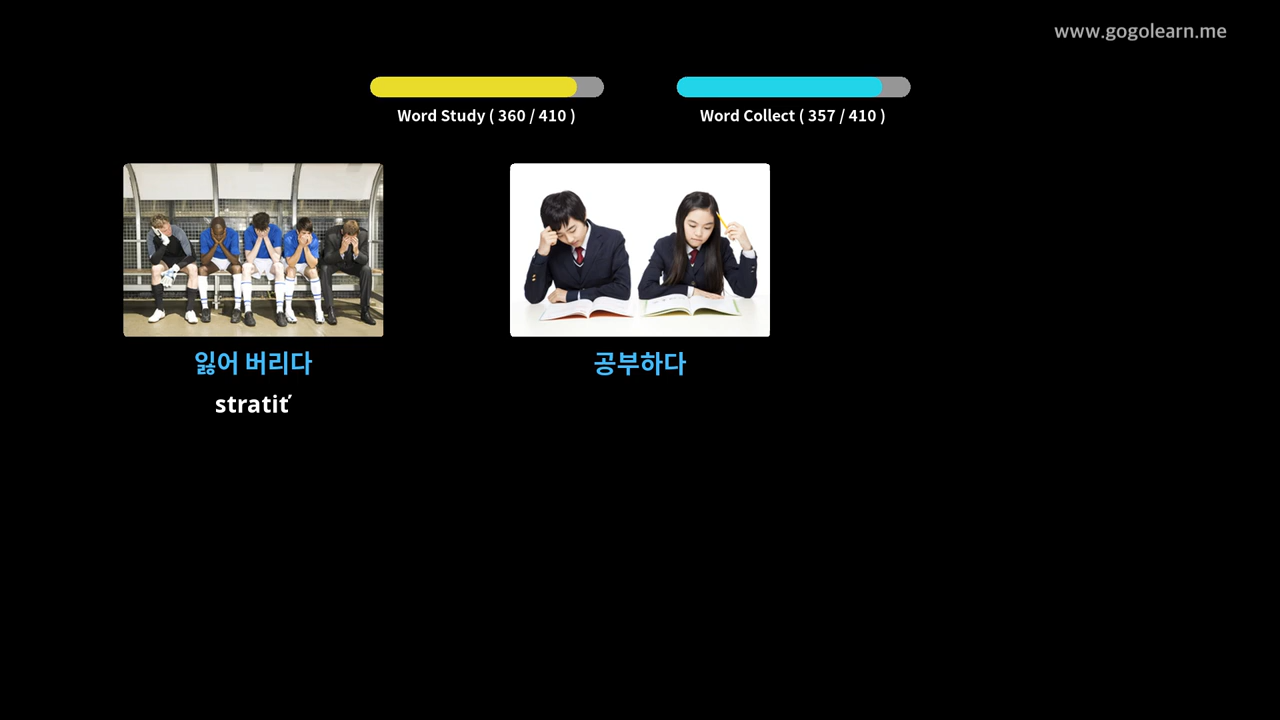 www.gogolearn.me
Word Study ( 360 / 410 )
Word Collect ( 357 / 410 )
잃어 버리다
stratiť
공부하다